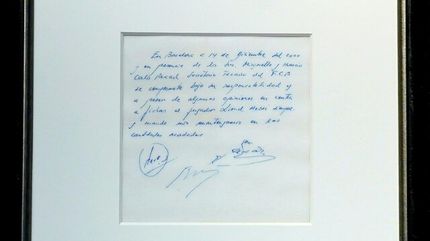 En Barcelona a 14 de Diciembre del 2000
y en presencia de los Srs. Minguella y Horacio
Carles Rexach Secretario Técnico del F.C.B
se compromete bajo su responsabilidad y
a pesar de algunas opiniones en contra
a fichar al jugador Lionel Messi siempre
y cuando nos mantengamos en las
cantidades acordadas